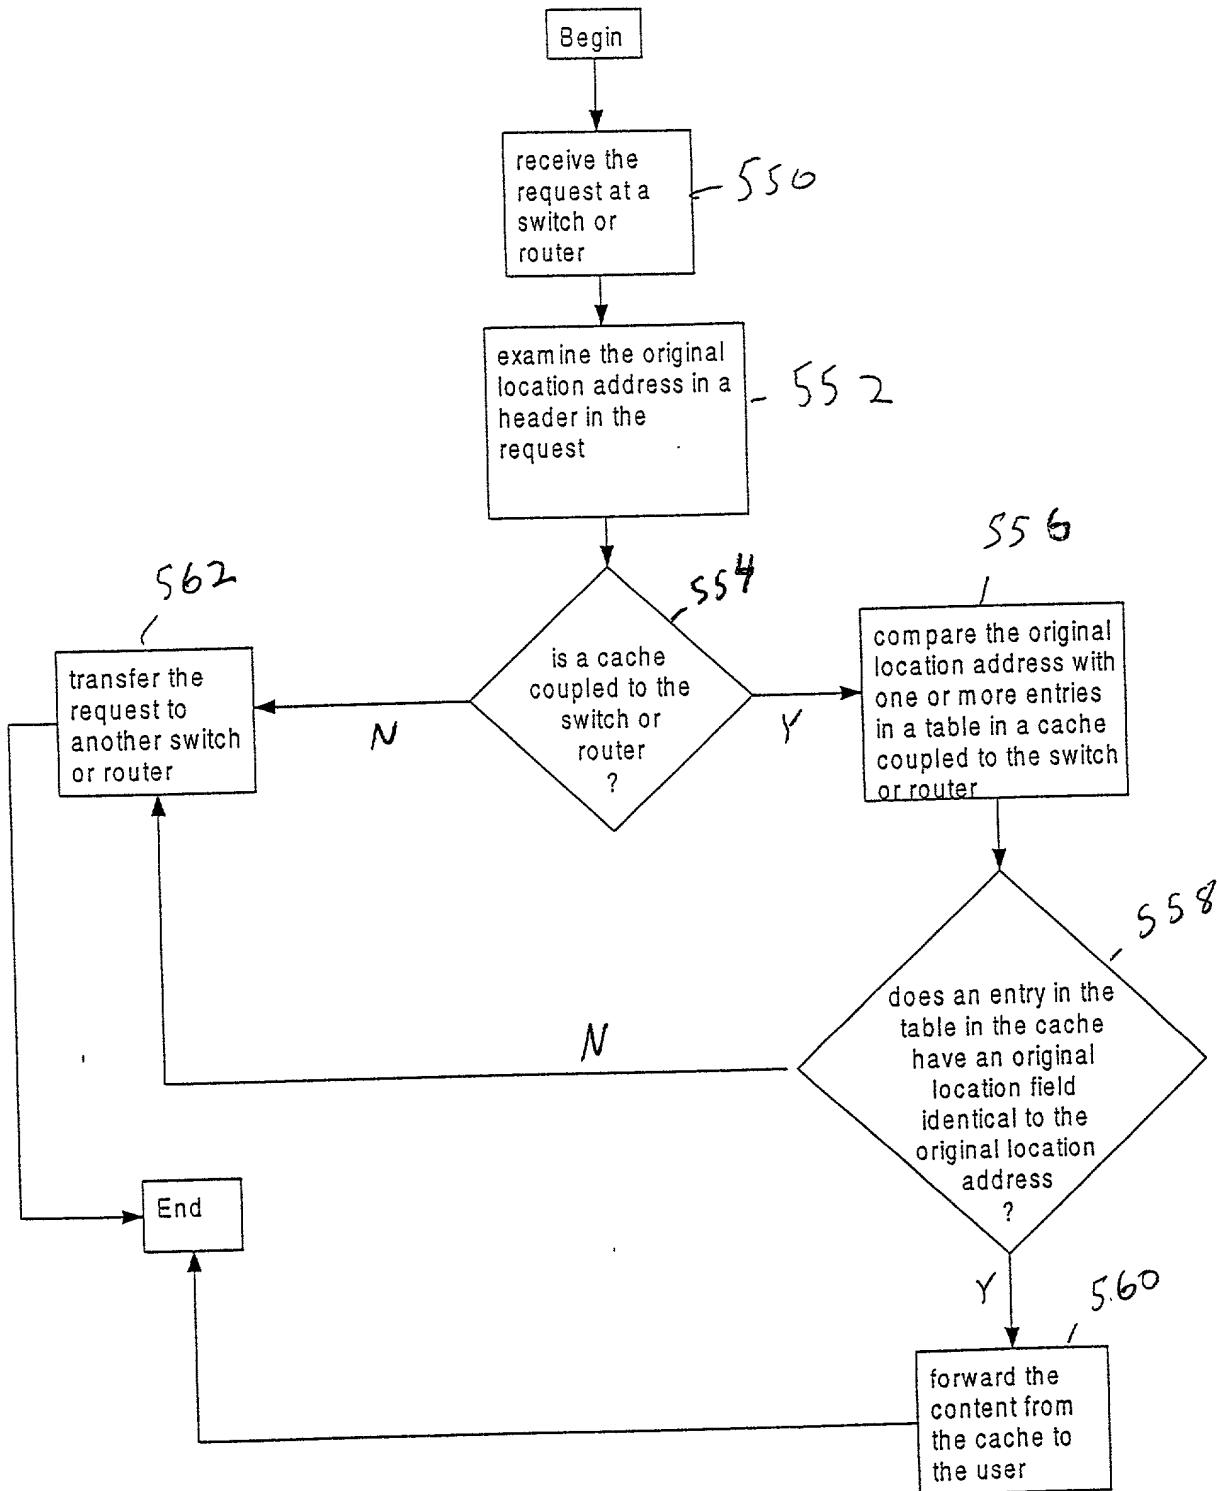 Begin
receive the
request at a
switch or
router
550
examine the original
location address in a
header in the
request
552
is a cache
coupled to the
switch or
router
?
554
N
Y
562
transfer the
request to
another switch
or router
556
compare the original
location address with
one or more entries
in a table in a cache
coupled to the switch
or router
558
does an entry in the
table in the cache
have an original
location field
identical to the
original location
address
?
N
Y
560
forward the
content from
the cache to
the user
End